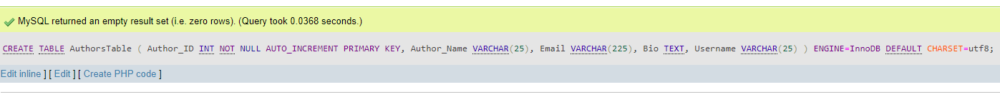 MySQL returned an empty result set (i.e. zero rows). (Query took 0.0368 seconds.)
CREATE TABLE AuthorsTable ( Author_ID INT NOT NULL AUTO_INCREMENT PRIMARY KEY, Author_Name VARCHAR(25), Email VARCHAR(225), Bio TEXT, Username VARCHAR(25) ) ENGINE=InnoDB DEFAULT CHARSET=utf8;
Edit inline ] [ Edit ] [ Create PHP code ]